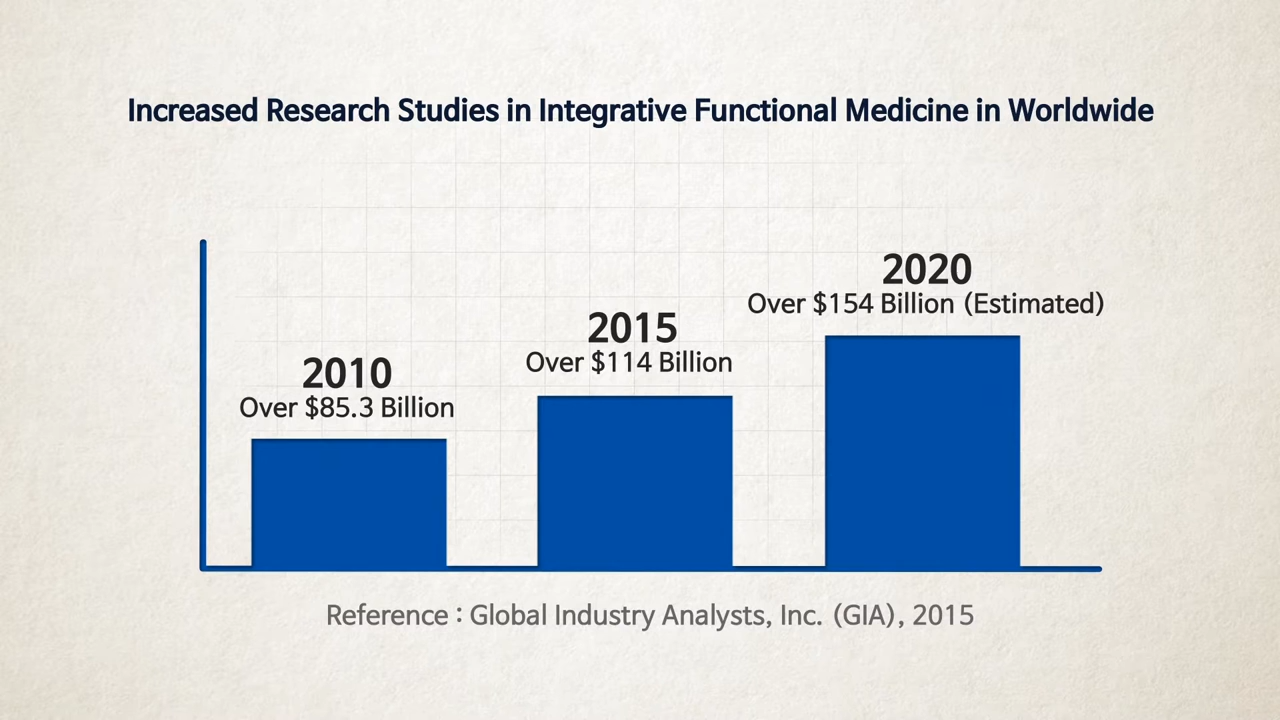 Increased Research Studies in Integrative Functional Medicine in Worldwide
2010
Over $85.3 Billion
2015
Over $114 Billion
2020
Over $154 Billion (Estimated)
Reference : Global Industry Analysts, Inc. (GIA), 2015